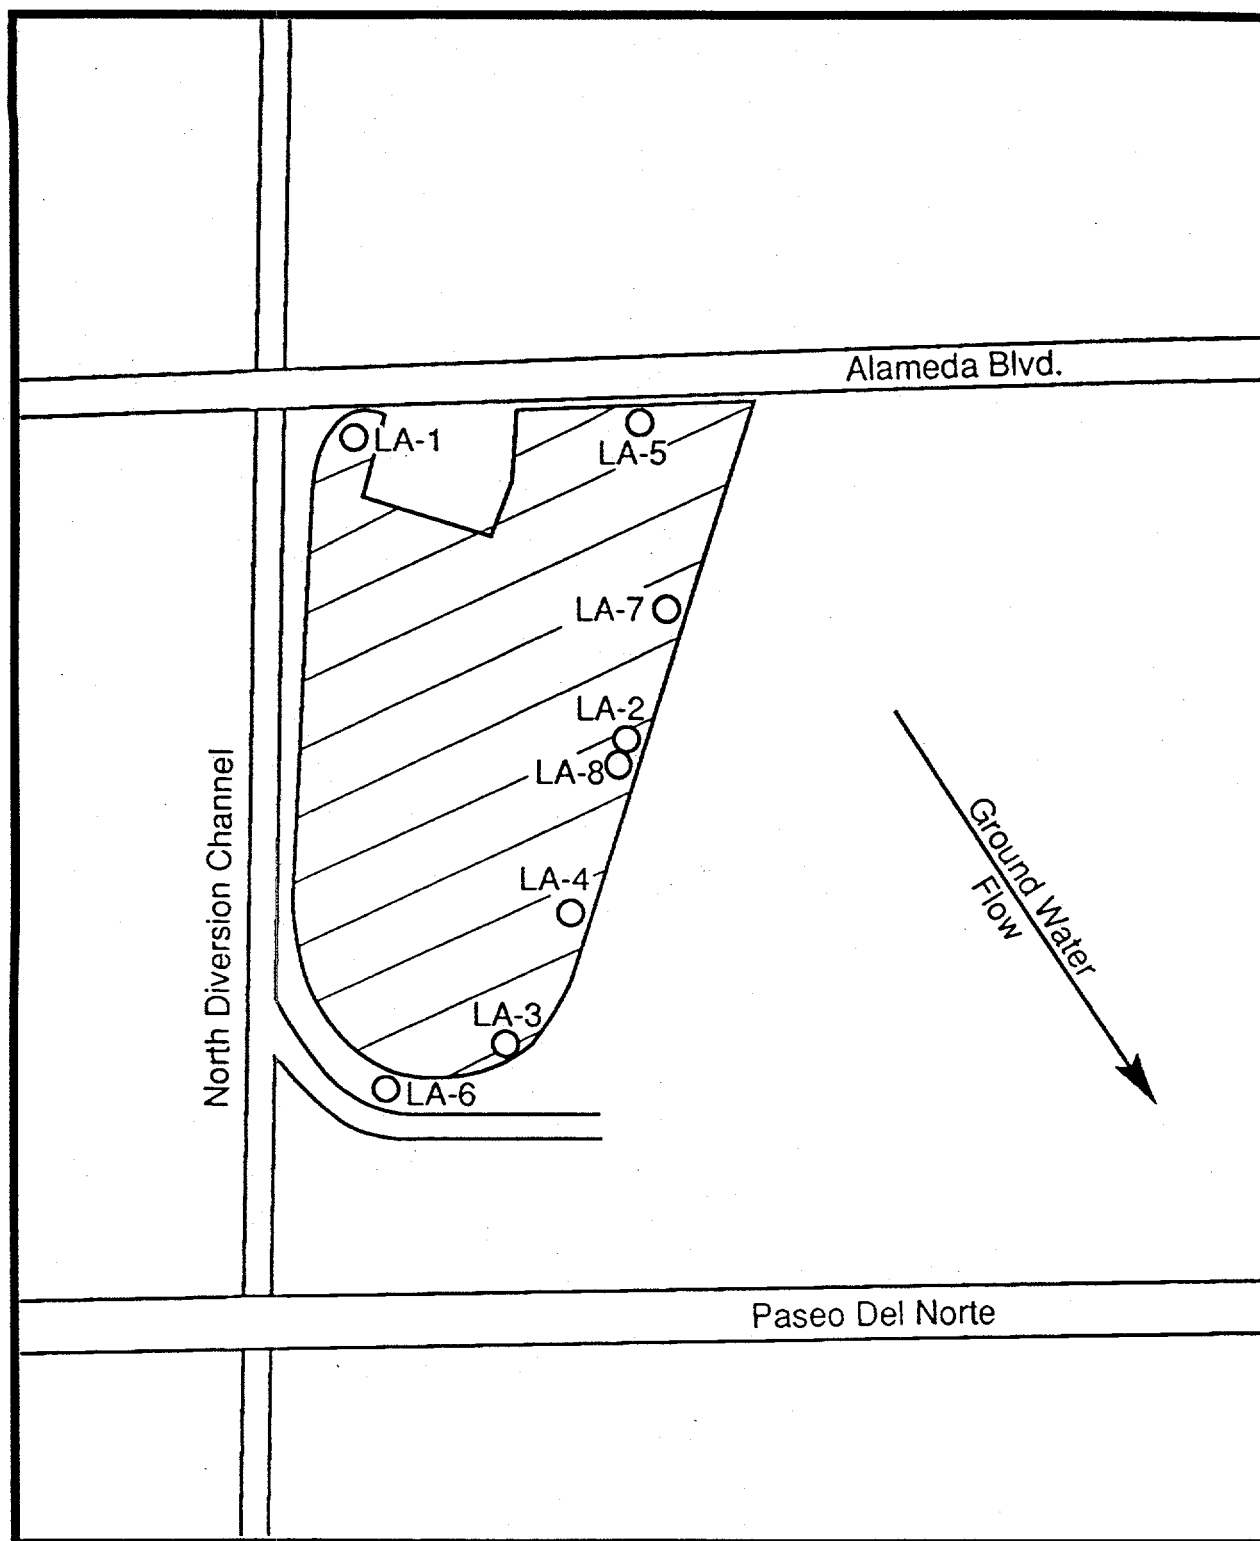 Alameda Blvd.
LA-1
LA-5
LA-7
LA-2
LA-8
North Diversion Channel
Ground Water
Flow
LA-4
LA-3
LA-6
Paseo Del Norte